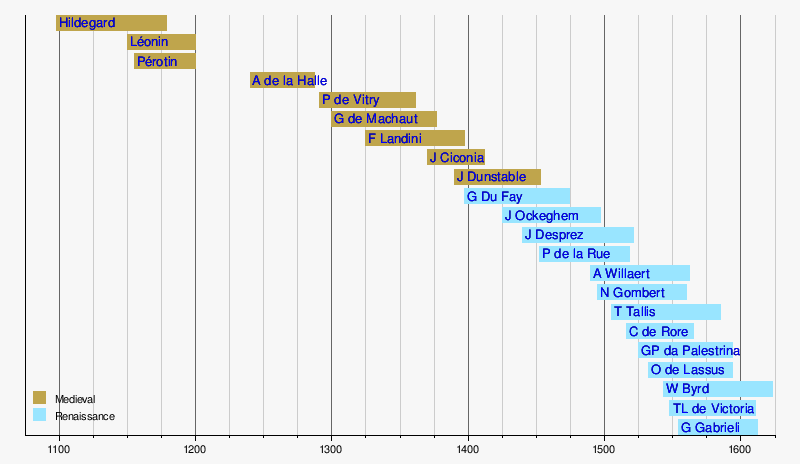 Hildegard
Léonin
Pérotin
A de la Halle
P de Vitry
G de Machaut
F Landini
J Ciconia
J Dunstable
G Du Fay
J Ockeghem
J Desprez
P de la Rue
A Willaert
N Gombert
T Tallis
C de Rore
GP da Palestrina
O de Lassus
W Byrd
TL de Victoria
G Gabrieli
Medieval
Renaissance
1100 1200 1300 1400 1500 1600